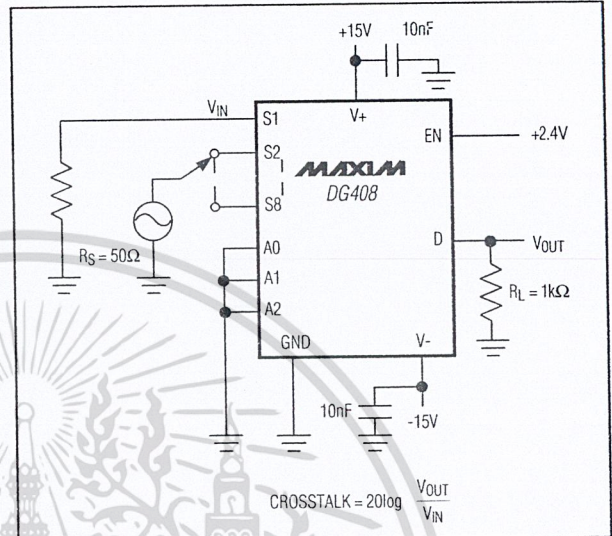 +15V
10nF
VIN
S1
V+
EN
+2.4V
S2
MAXIM
DG408
S8
RS = 50Ω
A0
D
VOUT
A1
A2
RL = 1kΩ
GND
V-
10nF
-15V
CROSSTALK = 20log VOUT
VIN